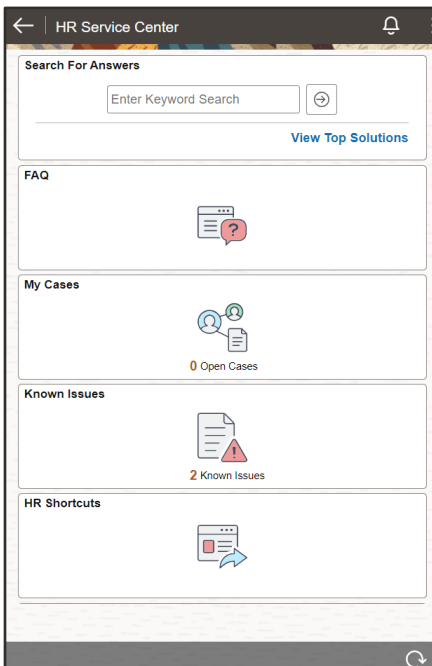 HR Service Center
Search For Answers
Enter Keyword Search
View Top Solutions
FAQ
?
My Cases
0 Open Cases
Known Issues
!
2 Known Issues
HR Shortcuts